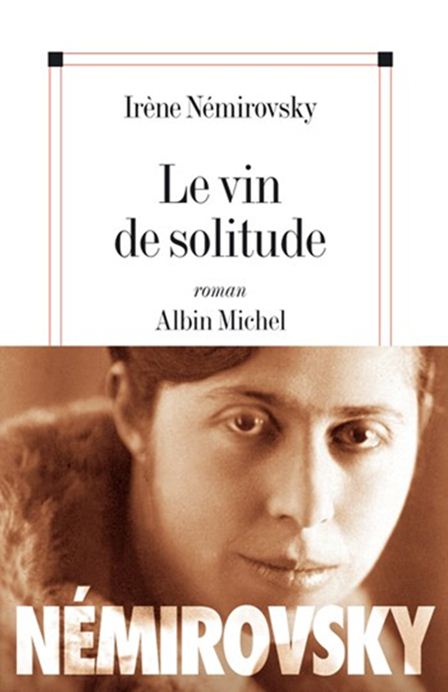 Irène Némirovsky
Le vin
de solitude
roman
Albin Michel
NÉMIROVSKY